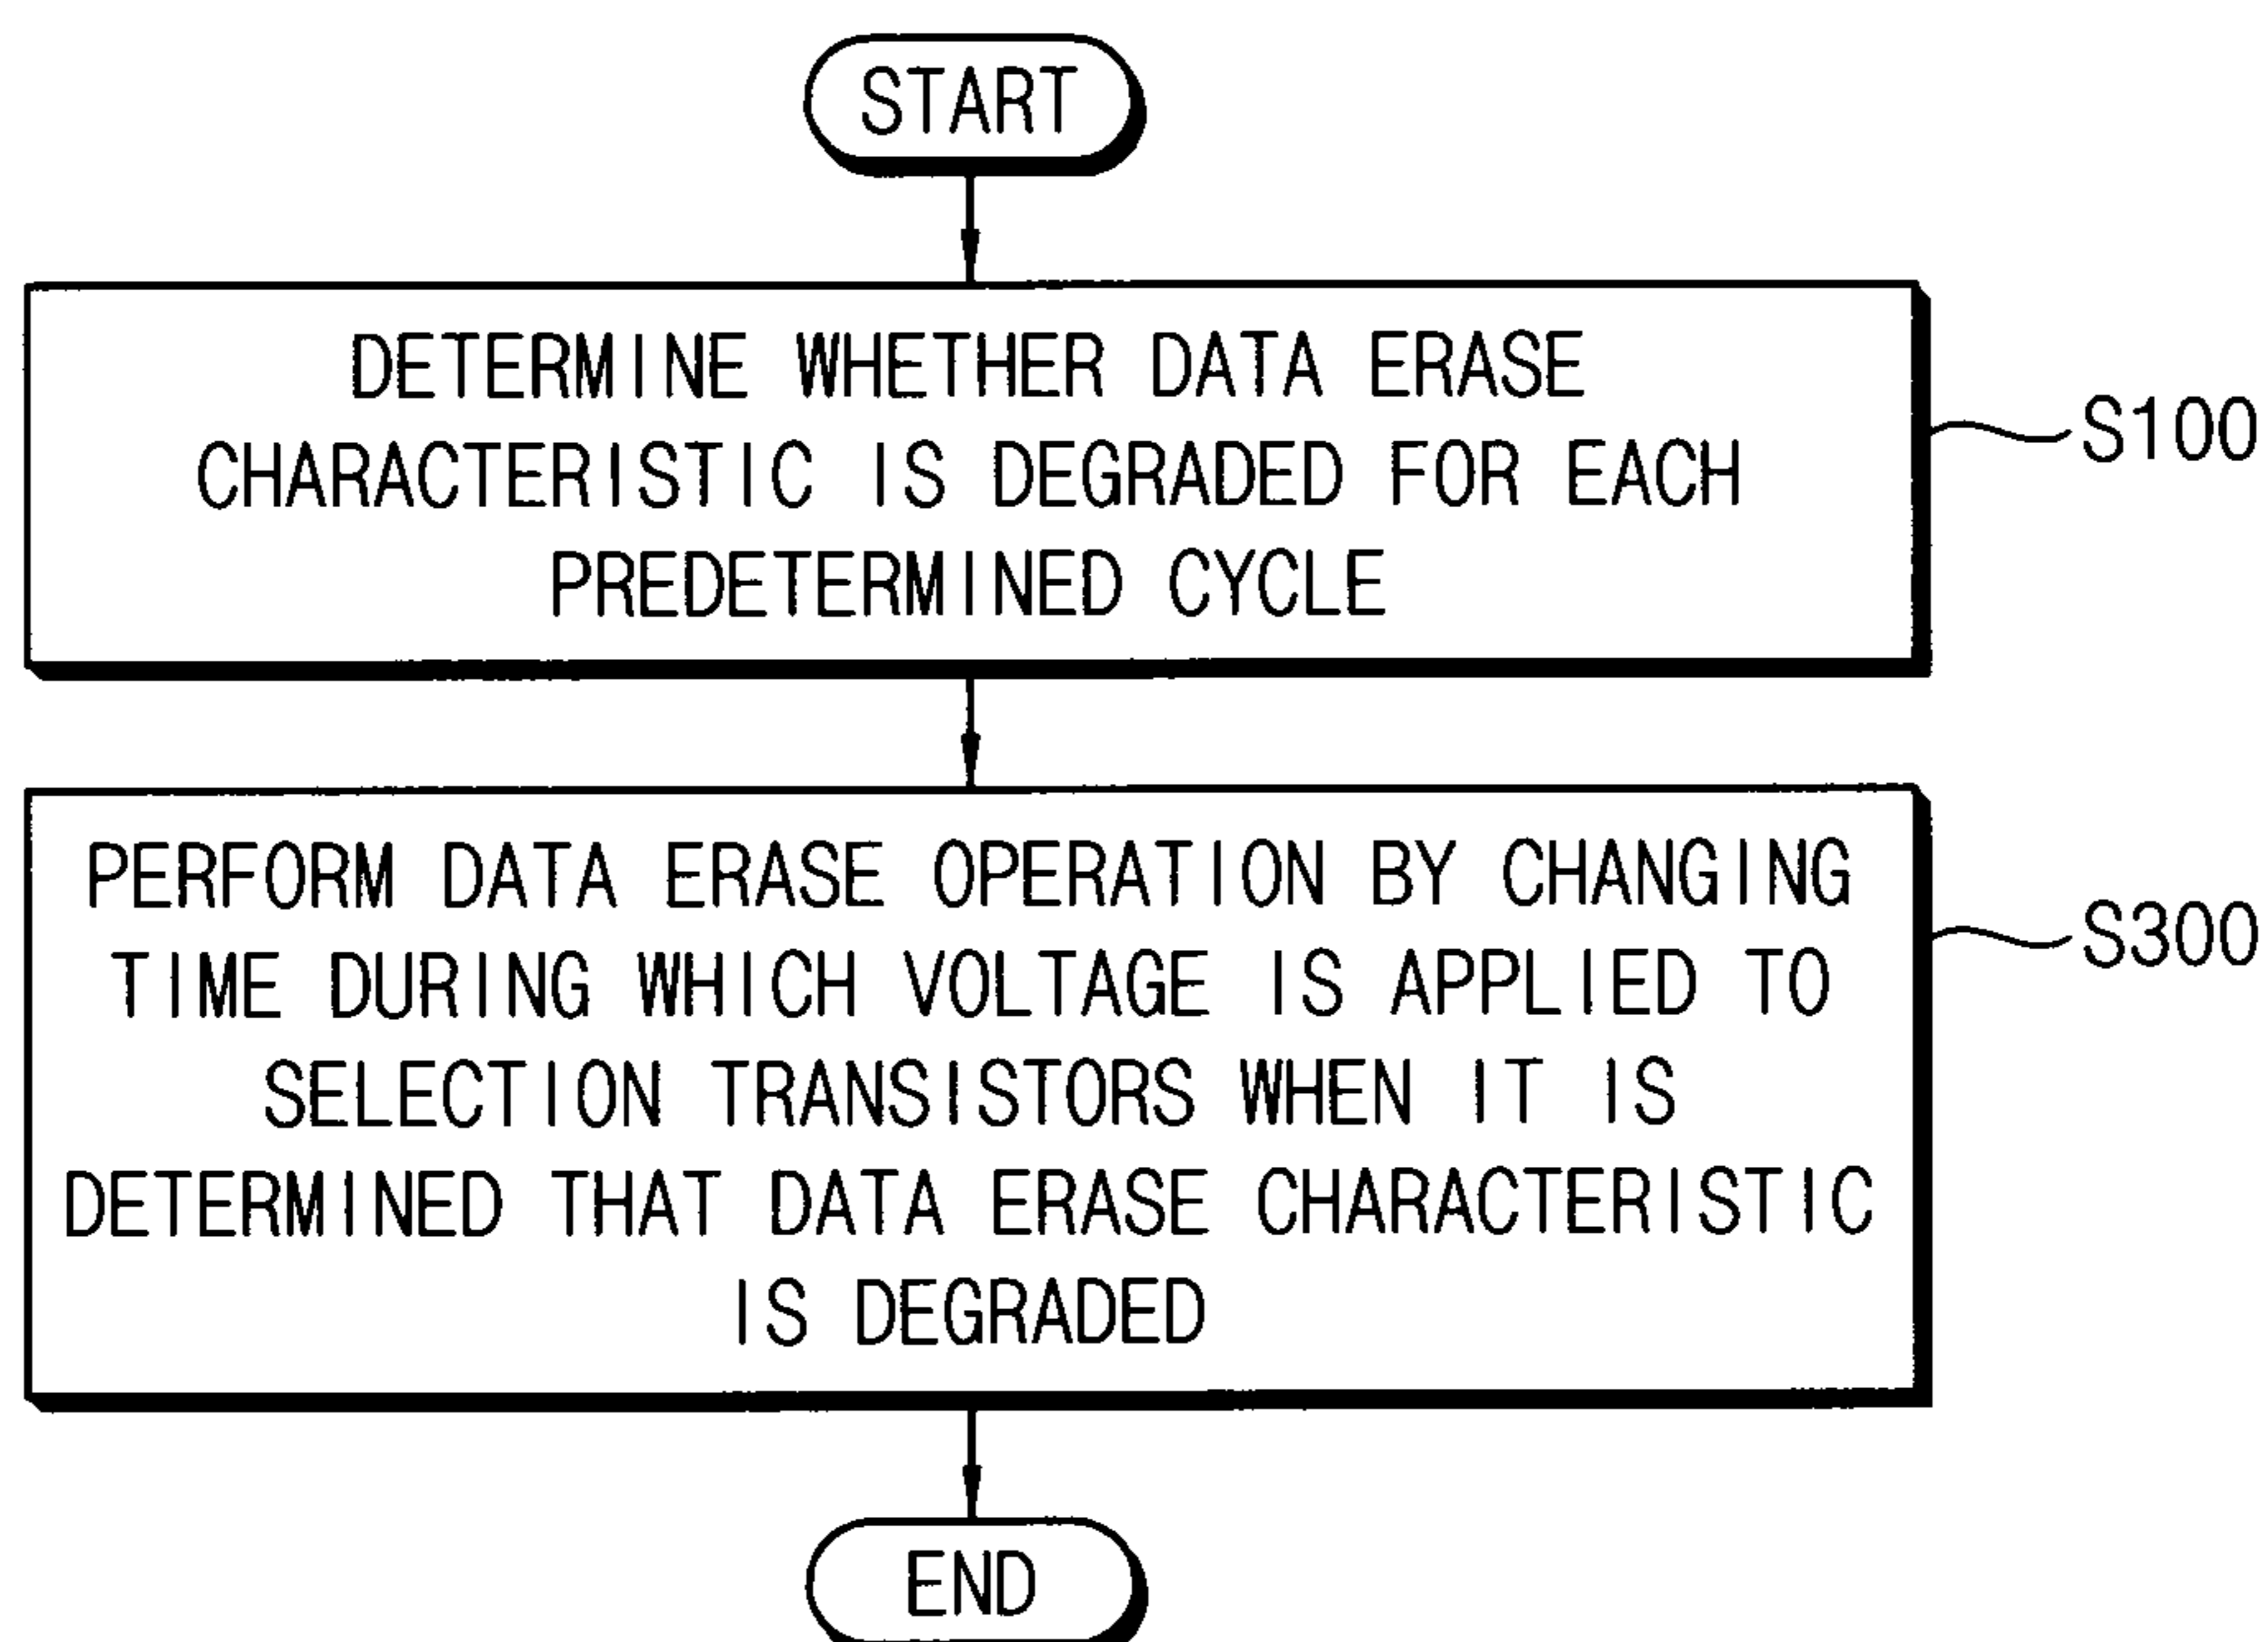 START
DETERMINE WHETHER DATA ERASE
CHARACTERISTIC IS DEGRADED FOR EACH
PREDETERMINED CYCLE
S100
PERFORM DATA ERASE OPERATION BY CHANGING
TIME DURING WHICH VOLTAGE IS APPLIED TO
SELECTION TRANSISTORS WHEN IT IS
DETERMINED THAT DATA ERASE CHARACTERISTIC
IS DEGRADED
S300
END